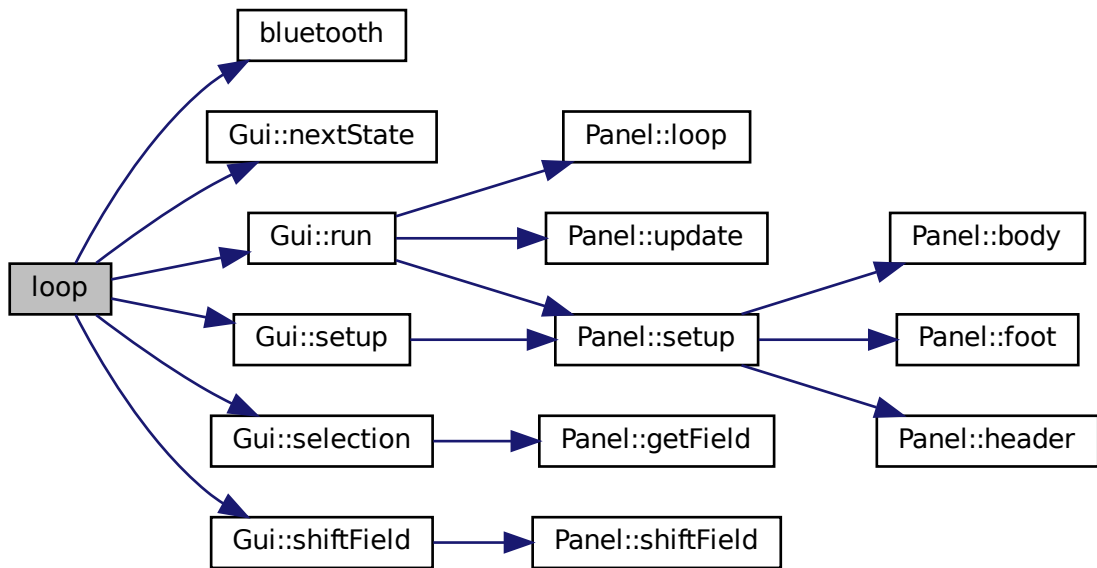 bluetooth
Gui::nextState
Panel::loop
Gui::run
Panel::update
Panel::body
loop
Gui::setup
Panel::setup
Panel::foot
Gui::selection
Panel::getField
Panel::header
Gui::shiftField
Panel::shiftField